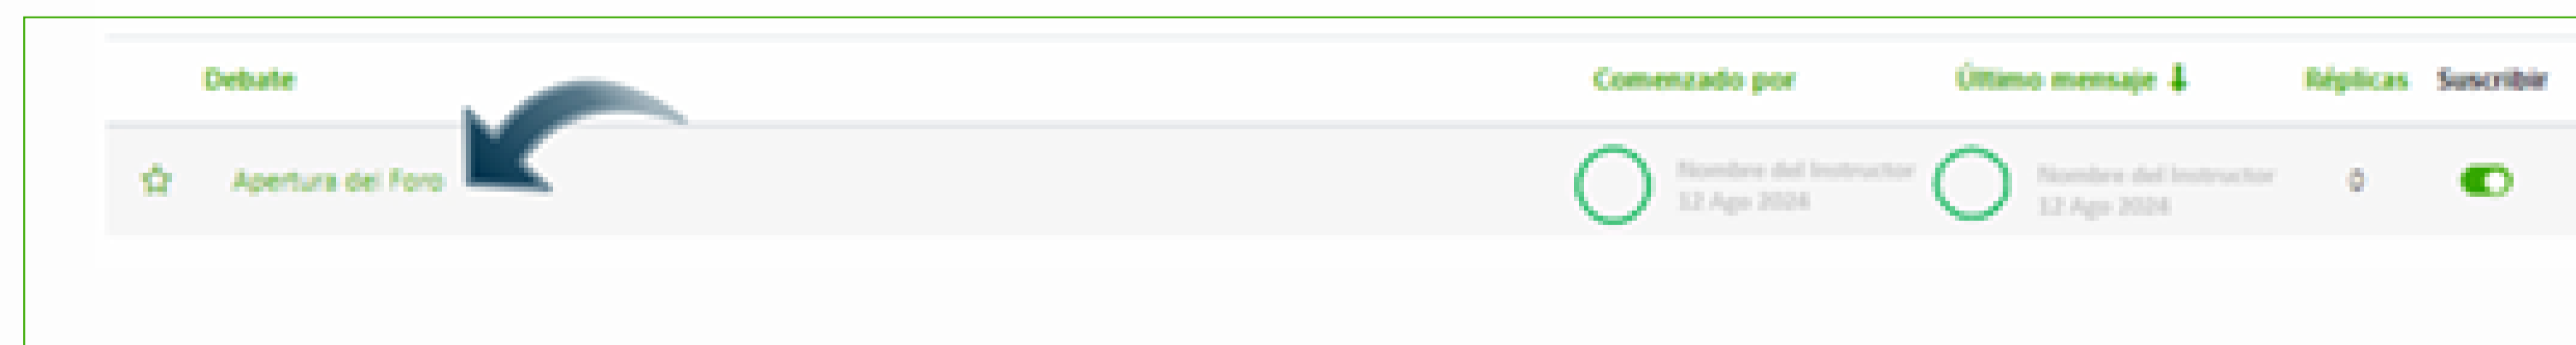 Debate Comenzado por Último mensaje Réplicas Suscribir
Apertura del Foro Nombre del Instructor Nombre del Instructor 0
12 Ago 2024 12 Ago 2024